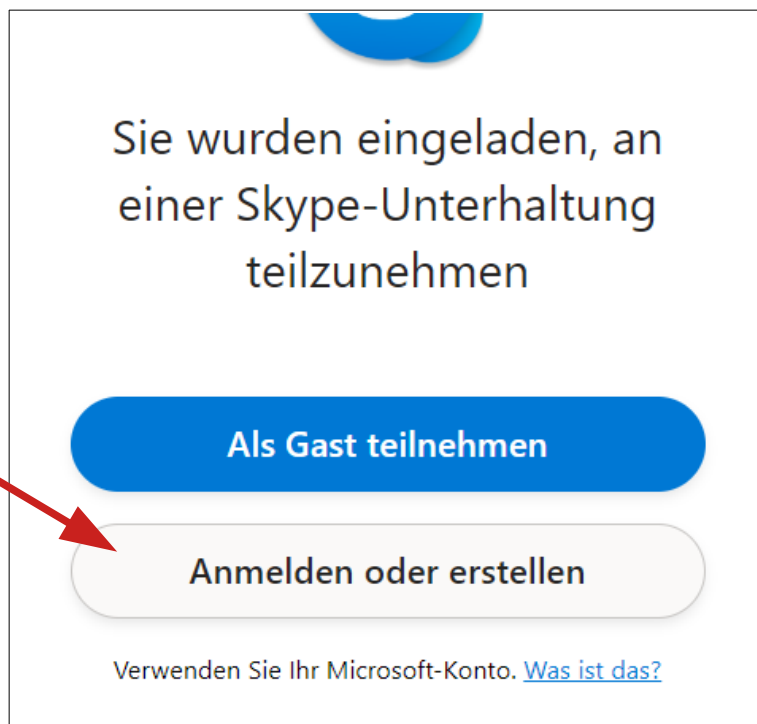 Sie wurden eingeladen, an
einer Skype-Unterhaltung
teilzunehmen
Als Gast teilnehmen
Anmelden oder erstellen
Verwenden Sie Ihr Microsoft-Konto. Was ist das?